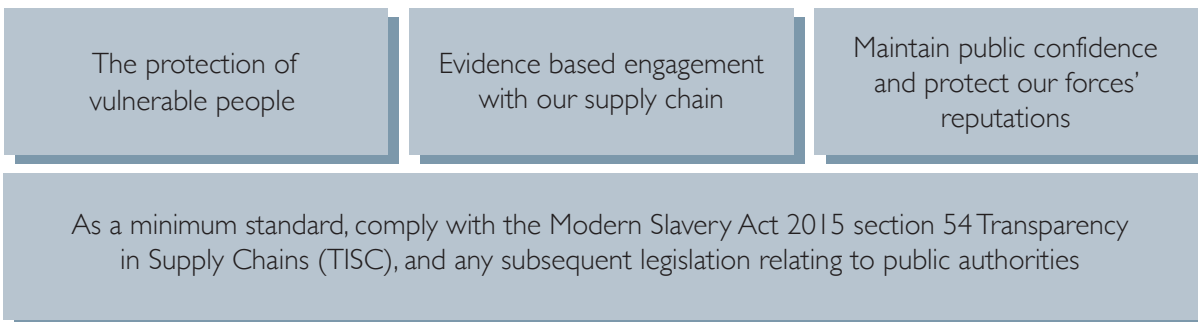 The protection of
vulnerable people
Evidence based engagement
with our supply chain
Maintain public confidence
and protect our forces’
reputations
As a minimum standard, comply with the Modern Slavery Act 2015 section 54 Transparency
in Supply Chains (TISC), and any subsequent legislation relating to public authorities